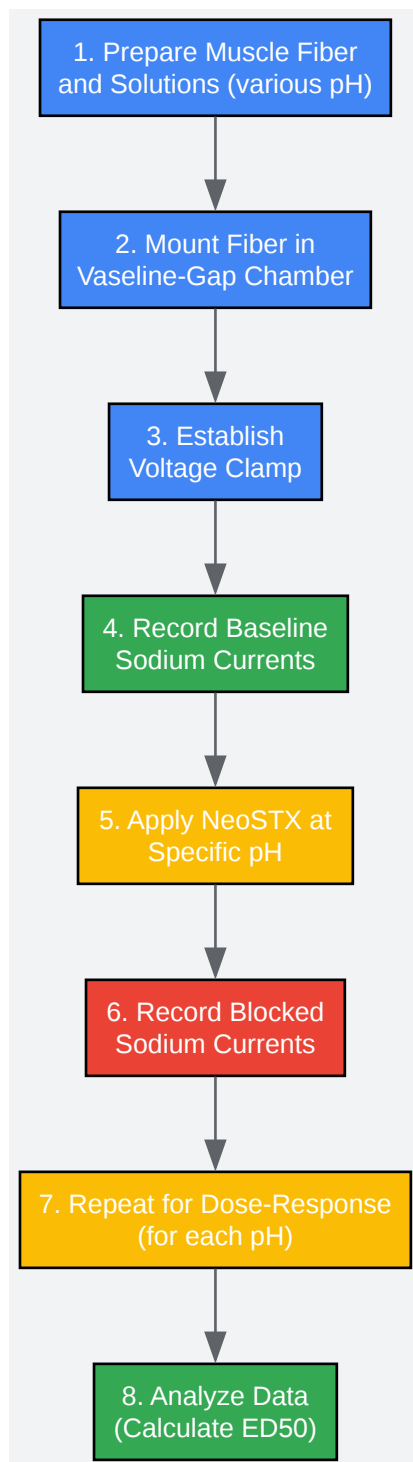 1. Prepare Muscle Fiber
and Solutions (various pH)
2. Mount Fiber in
Vaseline-Gap Chamber
3. Establish
Voltage Clamp
4. Record Baseline
Sodium Currents
5. Apply NeoSTX at
Specific pH
6. Record Blocked
Sodium Currents
7. Repeat for Dose-Response
(for each pH)
8. Analyze Data
(Calculate ED50)